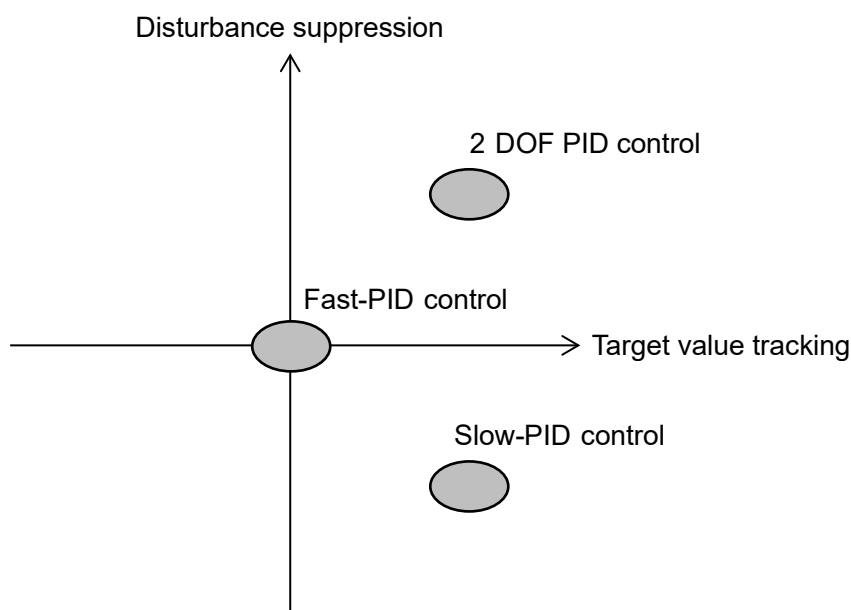 Disturbance suppression
2 DOF PID control
Fast-PID control
Target value tracking
Slow-PID control